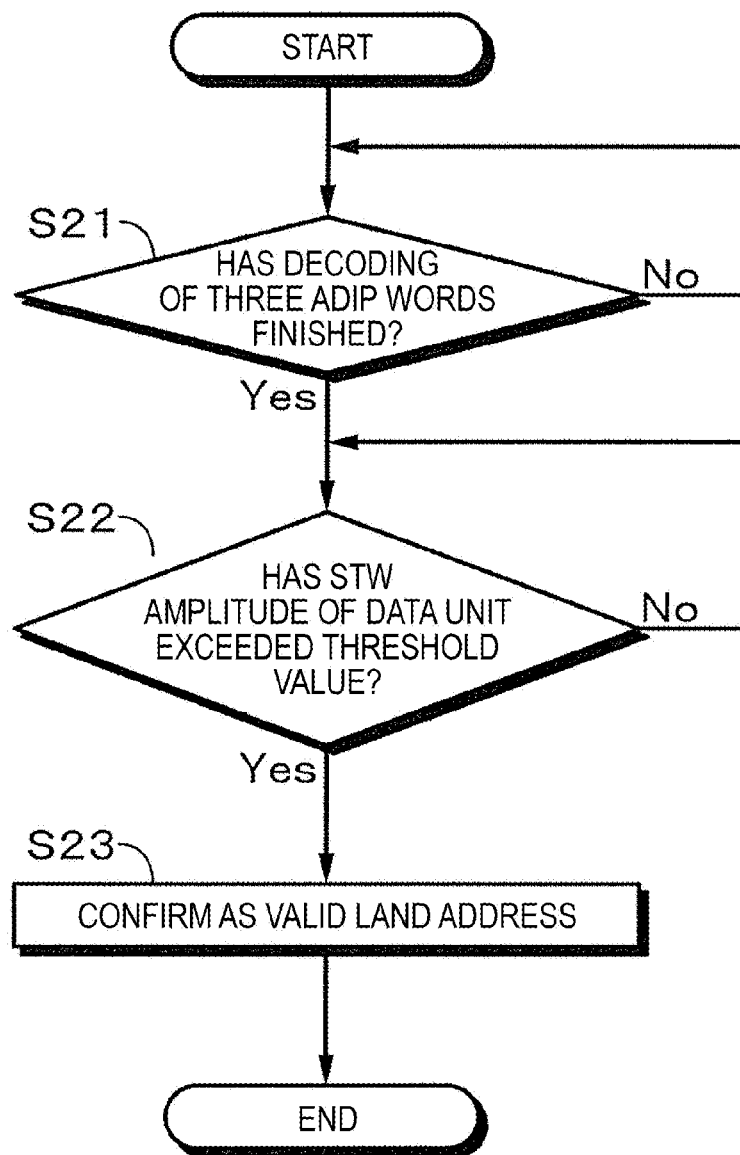 START
S21
HAS DECODING
OF THREE ADIP WORDS
FINISHED?
No
Yes
S22
HAS STW
AMPLITUDE OF DATA UNIT
EXCEEDED THRESHOLD
VALUE?
No
Yes
S23
CONFIRM AS VALID LAND ADDRESS
END